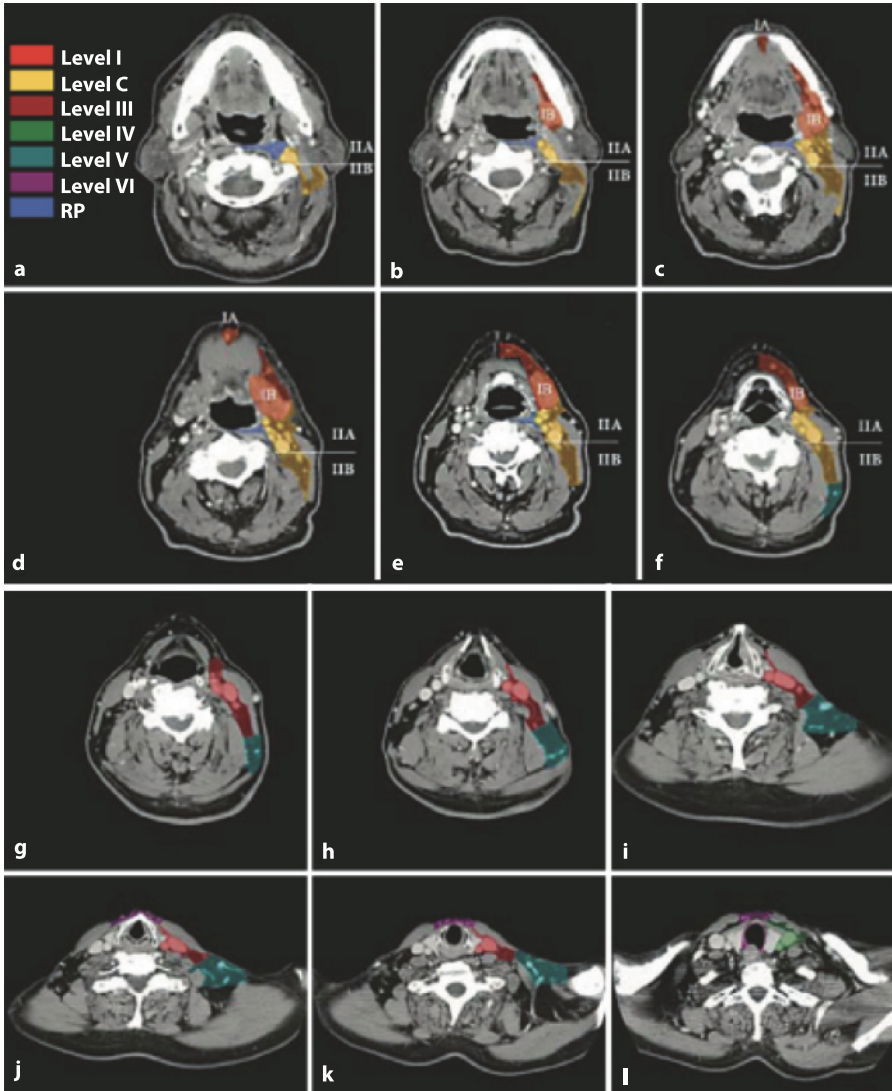 Level I
Level C
Level III
Level IV
Level V
Level VI
RP
IIA
IIB
a
IB
IIA
IIB
b
IA
IB
IIA
IIB
c
IA
IB
IIA
IIB
d
IB
IIA
IIB
e
IB
IIA
IIB
f
g
h
i
j
k
l